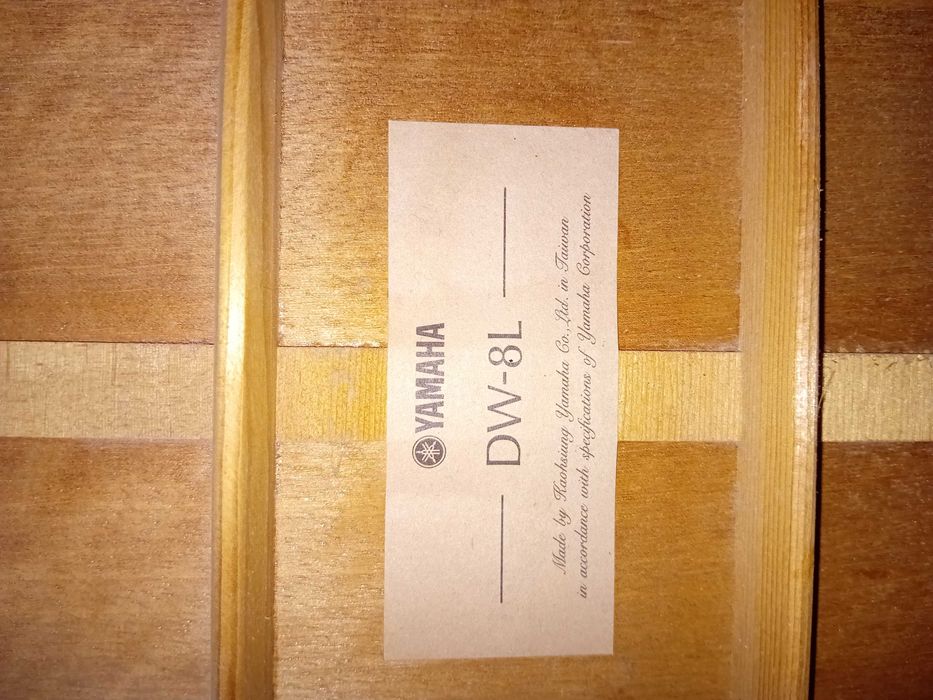 YAMAHA
DW-8L
Made by Kaohsiung Yamaha Co.,Ltd. in Taiwan
in accordance with specifications of Yamaha Corporation